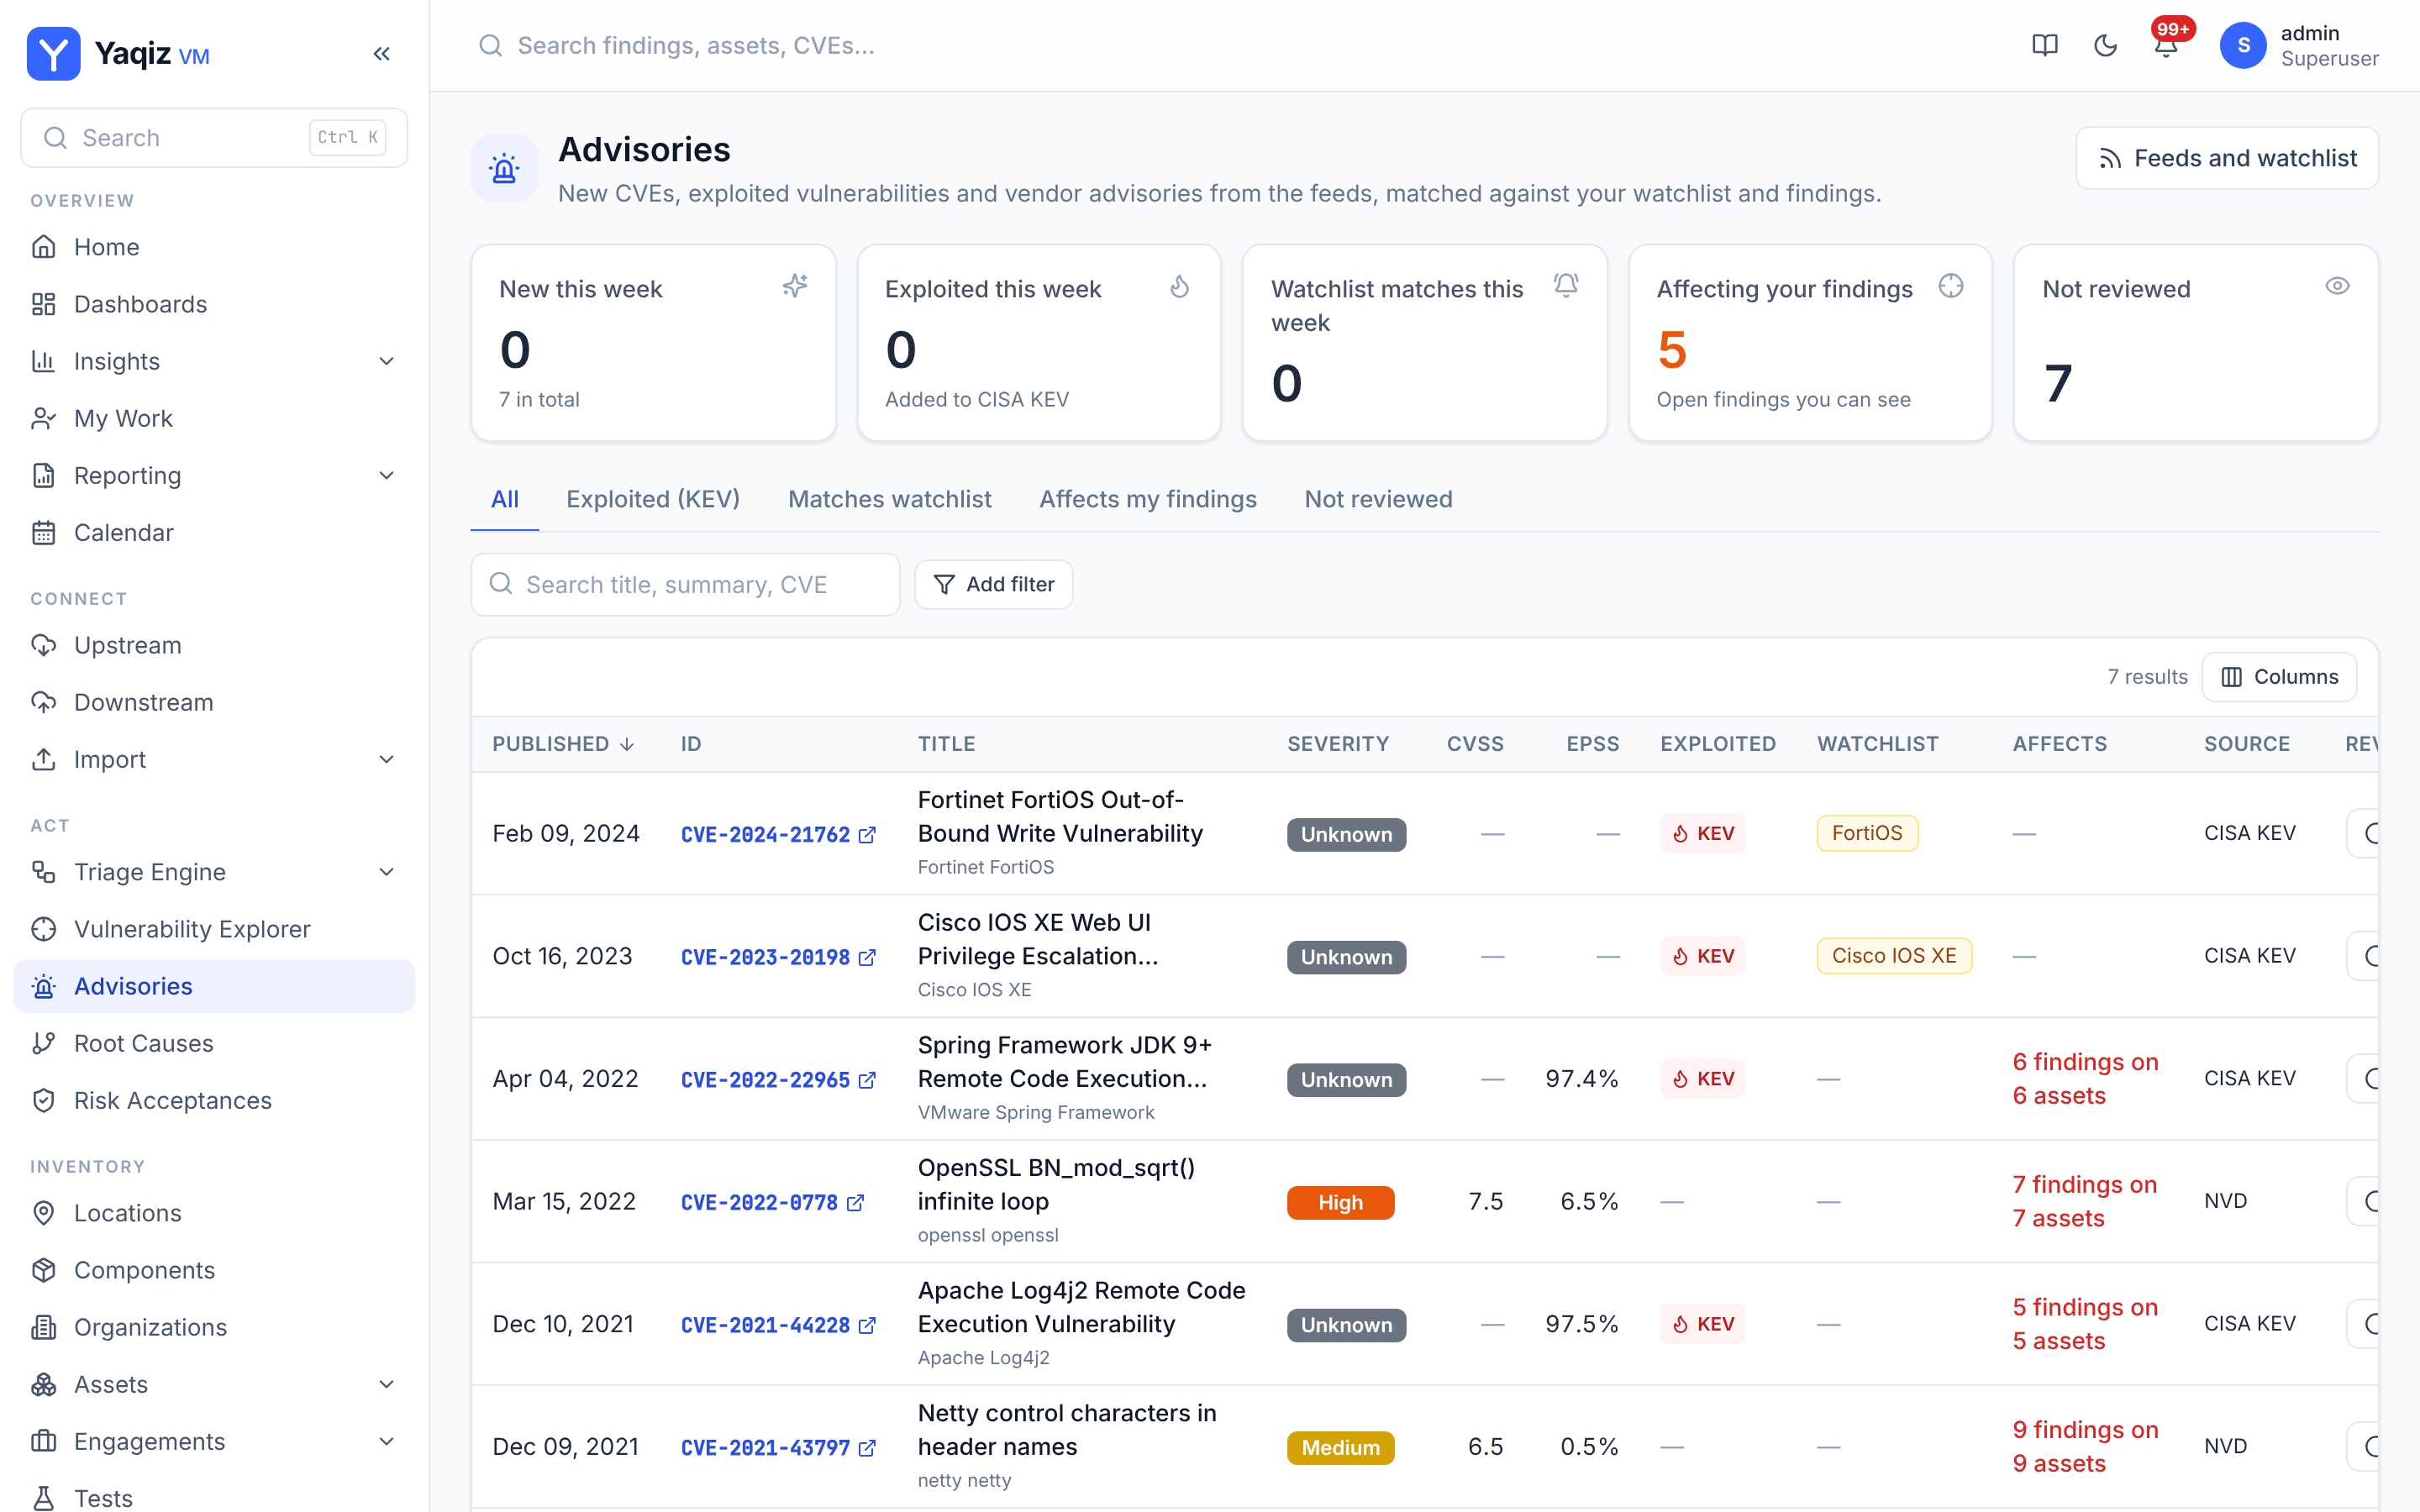 Yaqiz VM
Search
Ctrl K
OVERVIEW
Home
Dashboards
Insights
My Work
Reporting
Calendar
CONNECT
Upstream
Downstream
Import
ACT
Triage Engine
Vulnerability Explorer
Advisories
Root Causes
Risk Acceptances
INVENTORY
Locations
Components
Organizations
Assets
Engagements
Tests
Search findings, assets, CVEs...
99+
S
admin
Superuser
Advisories
New CVEs, exploited vulnerabilities and vendor advisories from the feeds, matched against your watchlist and findings.
Feeds and watchlist
New this week
0
7 in total
Exploited this week
0
Added to CISA KEV
Watchlist matches this
week
0
Affecting your findings
5
Open findings you can see
Not reviewed
7
All Exploited (KEV) Matches watchlist Affects my findings Not reviewed
Search title, summary, CVE
Add filter
7 results
Columns
PUBLISHED ID TITLE SEVERITY CVSS EPSS EXPLOITED WATCHLIST AFFECTS SOURCE
Feb 09, 2024 CVE-2024-21762
Fortinet FortiOS Out-of-
Bound Write Vulnerability
Fortinet FortiOS
Unknown — — KEV FortiOS — CISA KEV
Oct 16, 2023 CVE-2023-20198
Cisco IOS XE Web UI
Privilege Escalation...
Cisco IOS XE
Unknown — — KEV Cisco IOS XE — CISA KEV
Apr 04, 2022 CVE-2022-22965
Spring Framework JDK 9+
Remote Code Execution...
VMware Spring Framework
Unknown — 97.4% KEV —
6 findings on
6 assets
CISA KEV
Mar 15, 2022 CVE-2022-0778
OpenSSL BN_mod_sqrt()
infinite loop
openssl openssl
High 7.5 6.5% — —
7 findings on
7 assets
NVD
Dec 10, 2021 CVE-2021-44228
Apache Log4j2 Remote Code
Execution Vulnerability
Apache Log4j2
Unknown — 97.5% KEV —
5 findings on
5 assets
CISA KEV
Dec 09, 2021 CVE-2021-43797
Netty control characters in
header names
netty netty
Medium 6.5 0.5% — —
9 findings on
9 assets
NVD